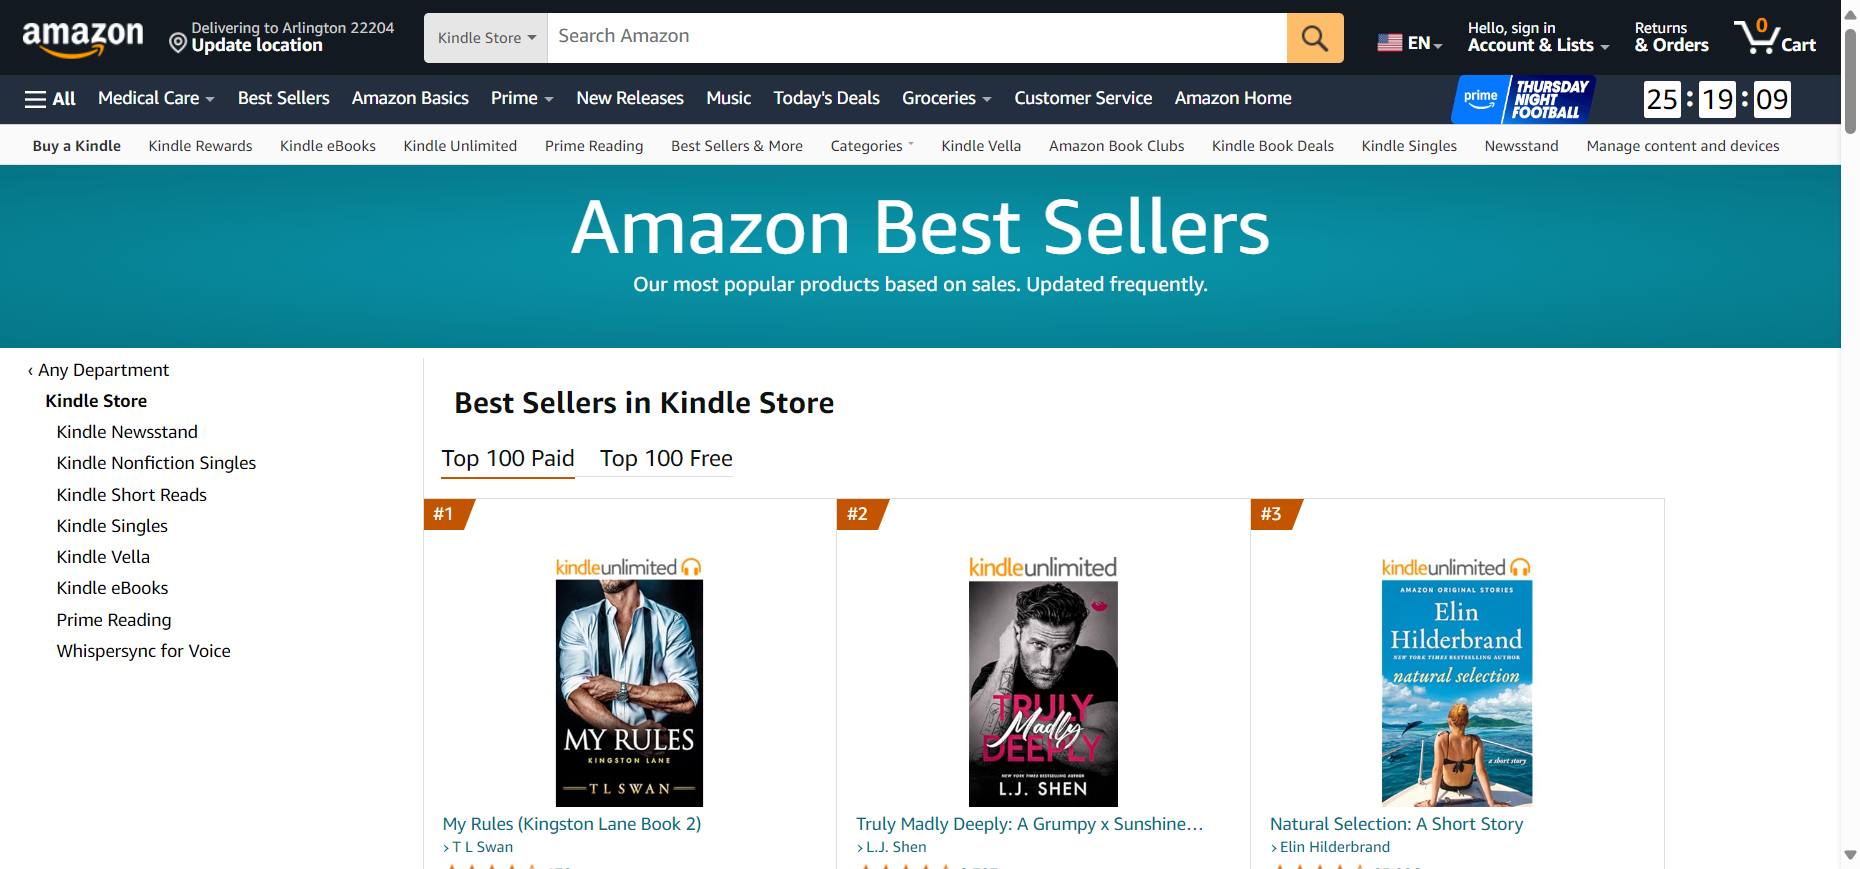 amazon
Delivering to Arlington 22204
Update location
Kindle Store
Search Amazon
EN
Hello, sign in
Account & Lists
Returns
& Orders
0
Cart
All
Medical Care
Best Sellers
Amazon Basics
Prime
New Releases
Music
Today's Deals
Groceries
Customer Service
Amazon Home
prime
THURSDAY
NIGHT
FOOTBALL
25:19:09
Buy a Kindle
Kindle Rewards
Kindle eBooks
Kindle Unlimited
Prime Reading
Best Sellers & More
Categories
Kindle Vella
Amazon Book Clubs
Kindle Book Deals
Kindle Singles
Newsstand
Manage content and devices
Amazon Best Sellers
Our most popular products based on sales. Updated frequently.
‹ Any Department
Kindle Store
Kindle Newsstand
Kindle Nonfiction Singles
Kindle Short Reads
Kindle Singles
Kindle Vella
Kindle eBooks
Prime Reading
Whispersync for Voice
Best Sellers in Kindle Store
Top 100 Paid
Top 100 Free
#1
kindleunlimited
MY RULES
KINGSTON LANE
T L SWAN
My Rules (Kingston Lane Book 2)
› T L Swan
#2
kindleunlimited
TRULY
Madly
DEEPLY
NEW YORK TIMES BESTSELLING AUTHOR
L.J. SHEN
Truly Madly Deeply: A Grumpy x Sunshine…
› L.J. Shen
#3
kindleunlimited
AMAZON ORIGINAL STORIES
Elin
Hilderbrand
NEW YORK TIMES BESTSELLING AUTHOR
natural selection
a short story
Natural Selection: A Short Story
› Elin Hilderbrand